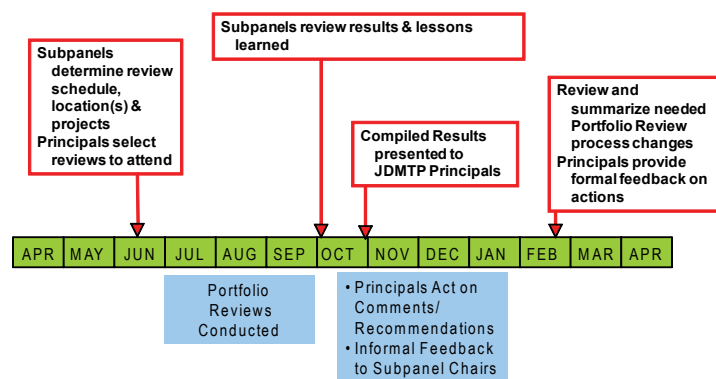 Subpanels review results & lessons
learned
Subpanels
determine review
schedule,
location(s) &
projects
Principals select
reviews to attend
Review and
summarize needed
Portfolio Review
process changes
Principals provide
formal feedback on
actions
Compiled Results
presented to
JDMTP Principals
APR MAY JUN JUL AUG SEP OCT NOV DEC JAN FEB MAR APR
Portfolio
Reviews
Conducted
• Principals Act on
Comments/
Recommendations
• Informal Feedback
to Subpanel Chairs